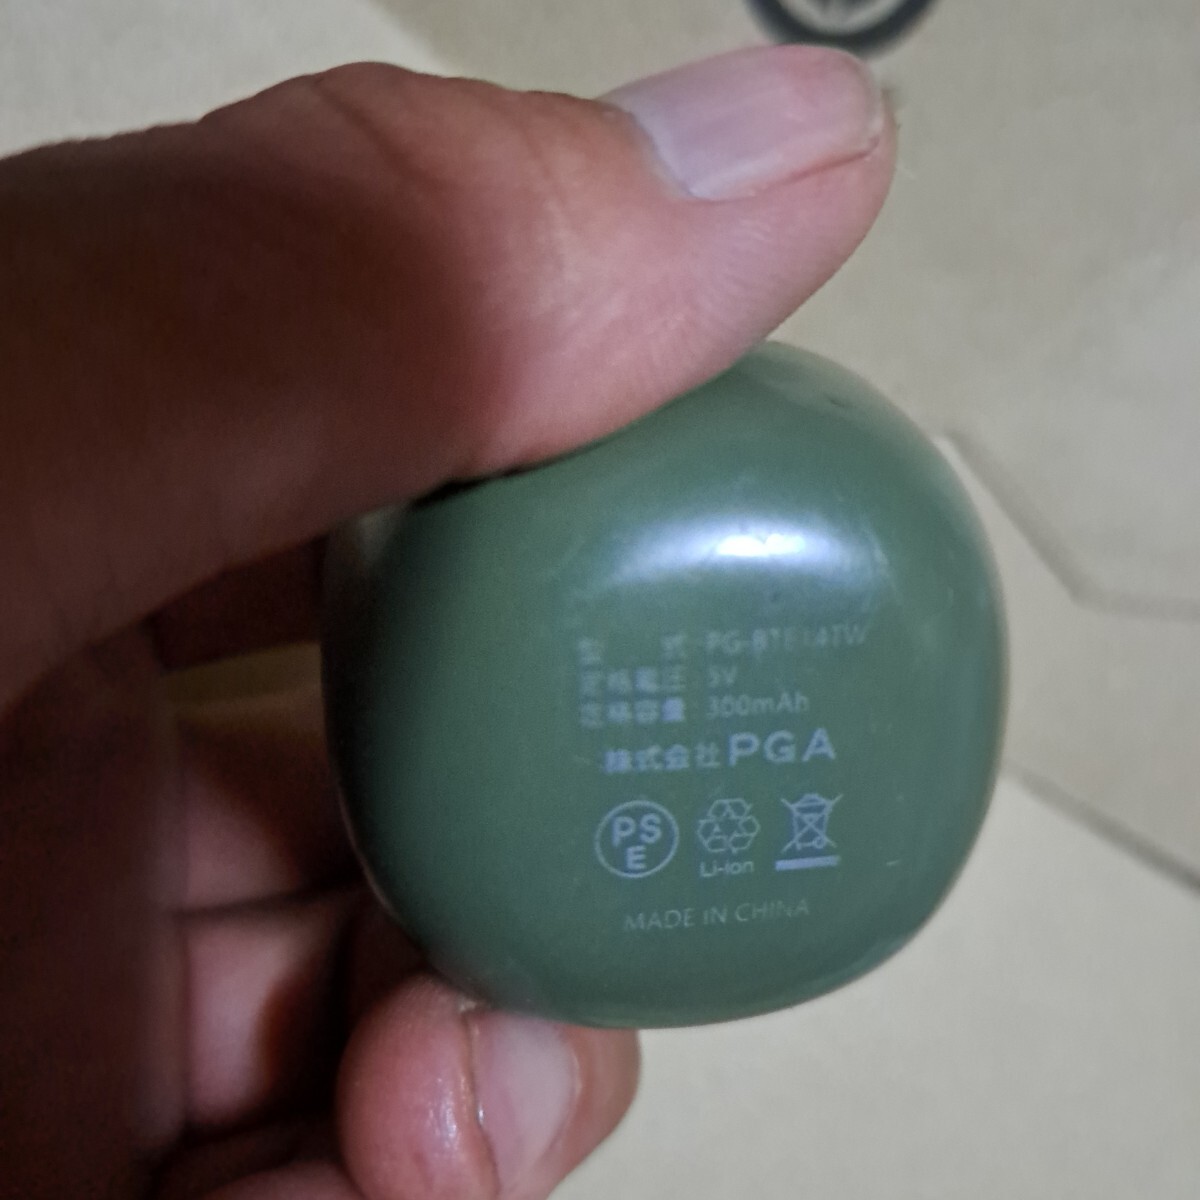 型 式 PG-BTE14TW
定格電圧 5V
定格容量 300mAh
株式会社PGA
PS
E
Li-ion
MADE IN CHINA